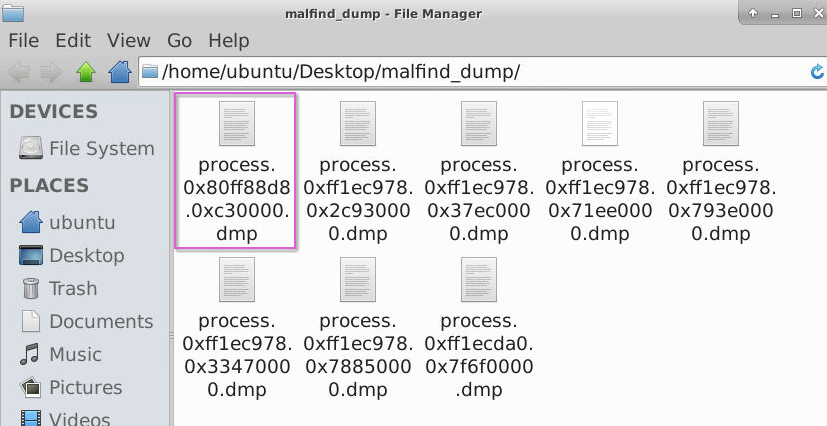 malfind_dump - File Manager
File Edit View Go Help
/home/ubuntu/Desktop/malfind_dump/
DEVICES
File System
PLACES
ubuntu
Desktop
Trash
Documents
Music
Pictures
Videos
process.
0x80ff88d8
.0xc30000.
dmp
process.
0xff1ec978.
0x2c93000
0.dmp
process.
0xff1ec978.
0x37ec000
0.dmp
process.
0xff1ec978.
0x71ee000
0.dmp
process.
0xff1ec978.
0x793e000
0.dmp
process.
0xff1ec978.
0x3347000
0.dmp
process.
0xff1ec978.
0x7885000
0.dmp
process.
0xff1ecda0.
0x7f6f0000
.dmp